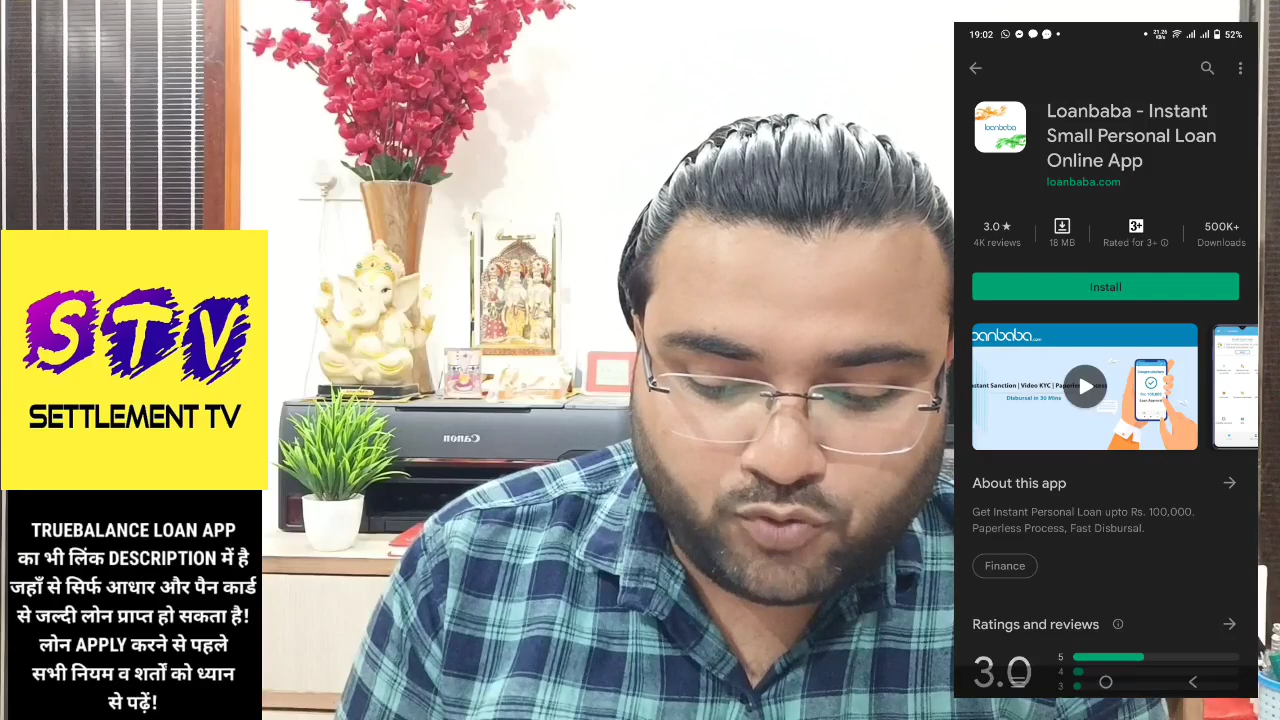 STV
SETTLEMENT TV
TRUEBALANCE LOAN APP
का भी लिंक DESCRIPTION में है
जहाँ से सिर्फ आधार और पैन कार्ड
से जल्दी लोन प्राप्त हो सकता है!
लोन APPLY करने से पहले
सभी नियम व शर्तों को ध्यान
से पढ़ें!
Canon
19:02
52%
Loanbaba - Instant
Small Personal Loan
Online App
loanbaba
loanbaba.com
3.0 ★
4K reviews
18 MB
3+
Rated for 3+
500K+
Downloads
Install
oanbaba.com
nstant Sanction | Video KYC | Paperless Process
Disbursal in 30 Mins
About this app
Get Instant Personal Loan upto Rs. 100,000.
Paperless Process, Fast Disbursal.
Finance
Ratings and reviews
3.0
5
4
3